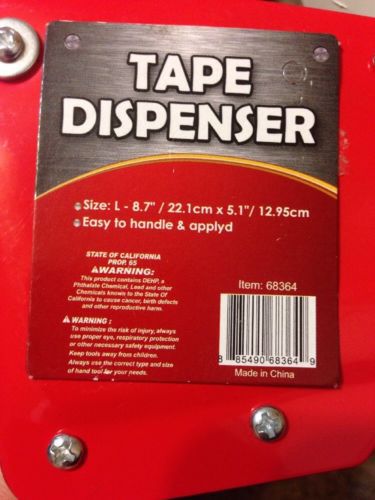 TAPE
DISPENSER
Size: L - 8.7" / 22.1cm x 5.1"/ 12.95cm
Easy to handle & applyd
STATE OF CALIFORNIA
PROP. 65
WARNING:
This product contains DEHP, a
Phthalate Chemical, Lead and other
Chemicals known to the State Of
California to cause cancer, birth defects
and other reproductive harm.
WARNING :
To minimize the risk of injury, always
use proper eye, respiratory protection
or other necessary safety equipment.
Keep tools away from children.
Always use the correct type and size
of hand tool for your needs.
Item: 68364
8 85490 68364 9
Made in China